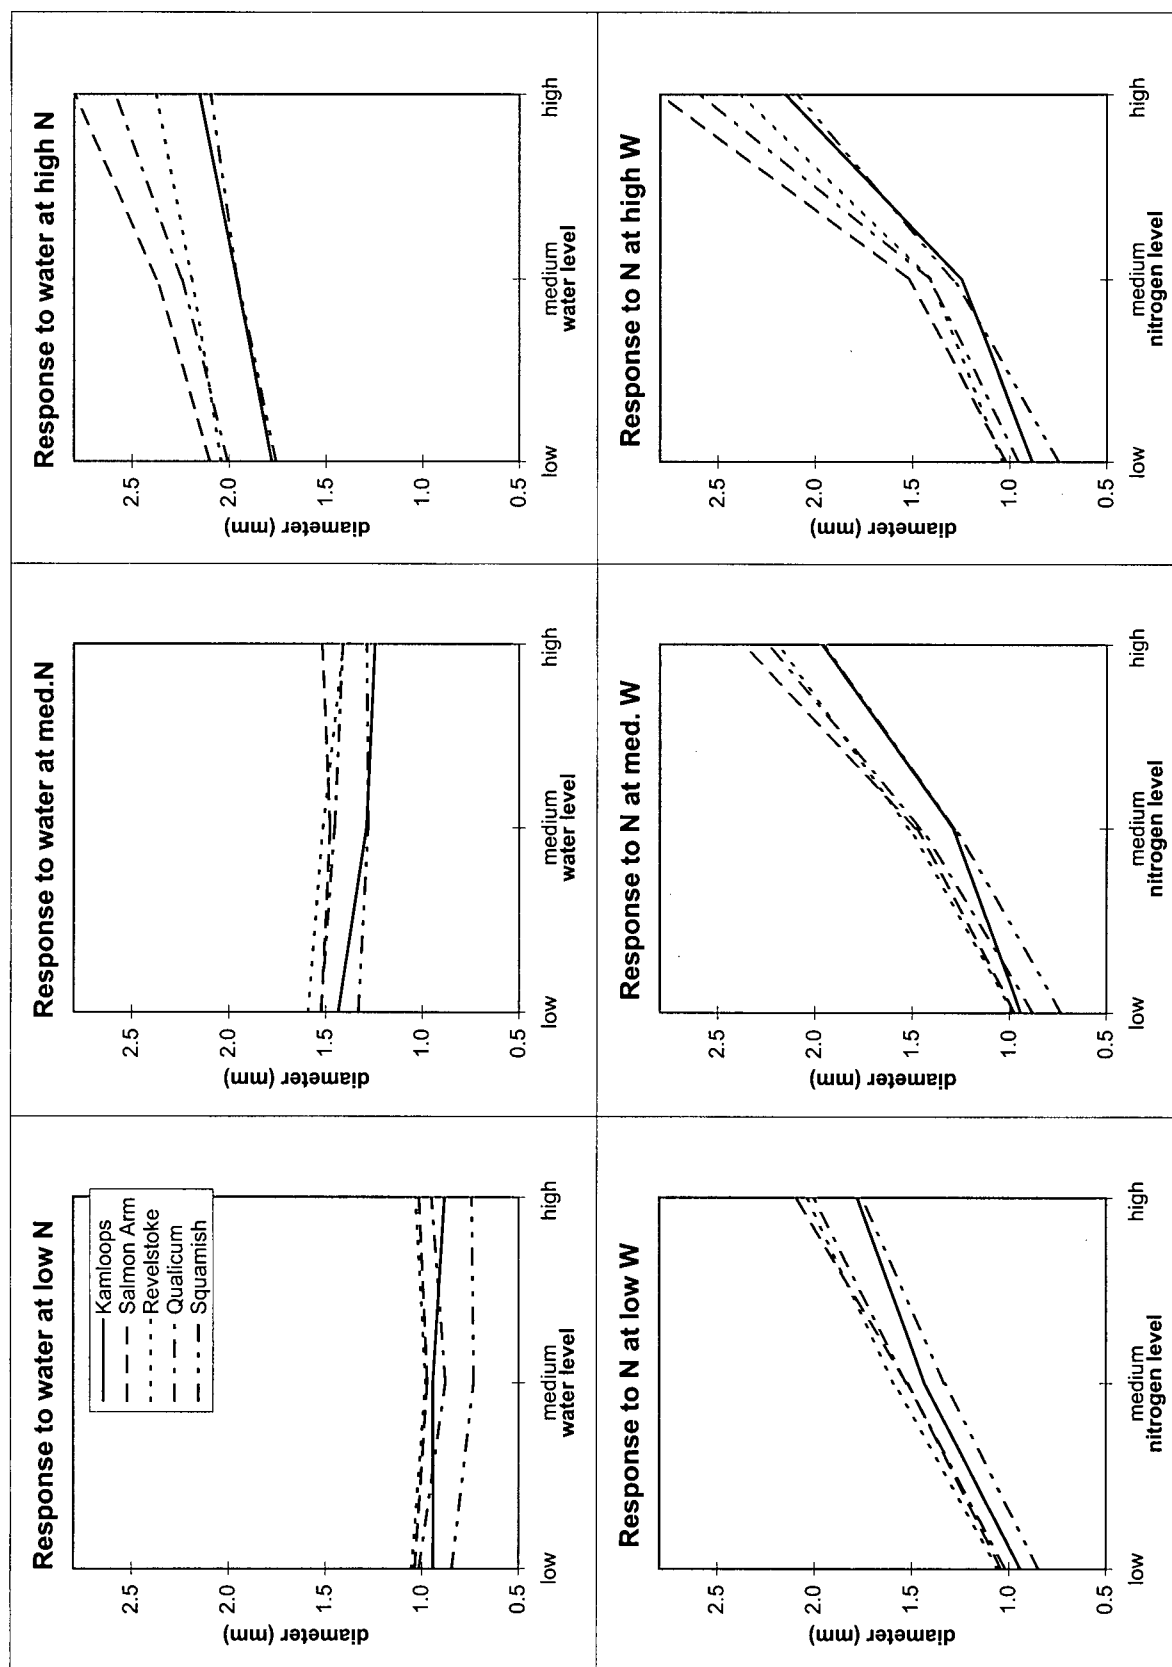 Response to water at low N
2.5
2.0
1.5
1.0
0.5
diameter (mm)
Kamloops
Salmon Arm
Revelstoke
Qualicum
Squamish
low
medium
high
water level
Response to water at med.N
2.5
2.0
1.5
1.0
0.5
diameter (mm)
low
medium
high
water level
Response to water at high N
2.5
2.0
1.5
1.0
0.5
diameter (mm)
low
medium
high
water level
Response to N at low W
2.5
2.0
1.5
1.0
0.5
diameter (mm)
low
medium
high
nitrogen level
Response to N at med. W
2.5
2.0
1.5
1.0
0.5
diameter (mm)
low
medium
high
nitrogen level
Response to N at high W
2.5
2.0
1.5
1.0
0.5
diameter (mm)
low
medium
high
nitrogen level